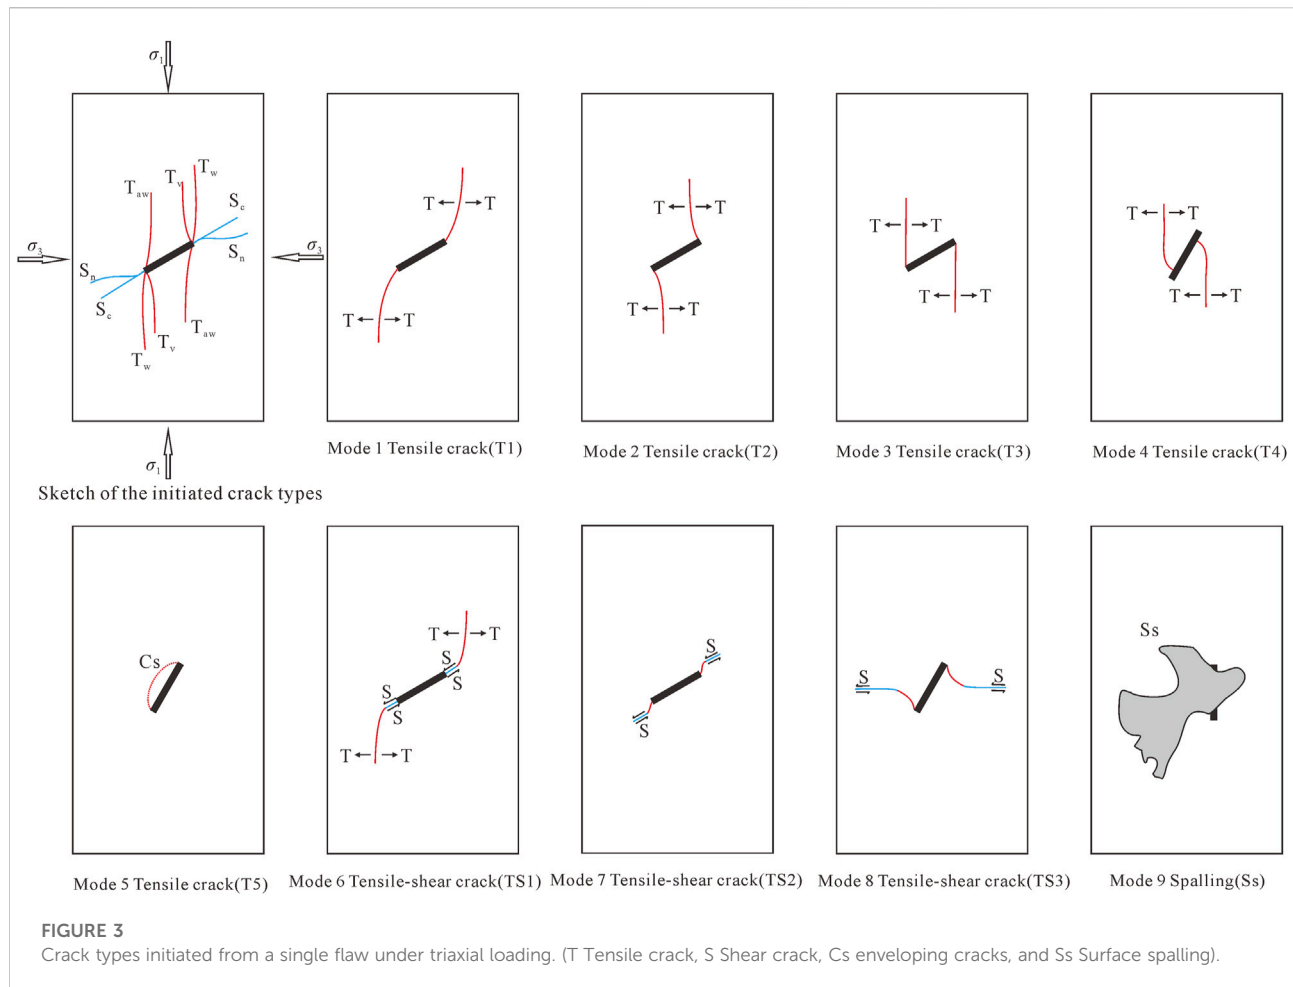 σ1
Tw
Tv
Taw
Sc
σ3
σ3
Sn
Sn
Sc
Taw
Tv
Tw
σ1
Sketch of the initiated crack types
T T
T T
Mode 1 Tensile crack(T1)
T T
T T
Mode 2 Tensile crack(T2)
T T
T T
Mode 3 Tensile crack(T3)
T T
T T
Mode 4 Tensile crack(T4)
Cs
Mode 5 Tensile crack(T5)
T T
S
S
S
S
T T
Mode 6 Tensile-shear crack(TS1)
S
S
Mode 7 Tensile-shear crack(TS2)
S S
Mode 8 Tensile-shear crack(TS3)
Ss
Mode 9 Spalling(Ss)
FIGURE 3
Crack types initiated from a single flaw under triaxial loading. (T Tensile crack, S Shear crack, Cs enveloping cracks, and Ss Surface spalling).